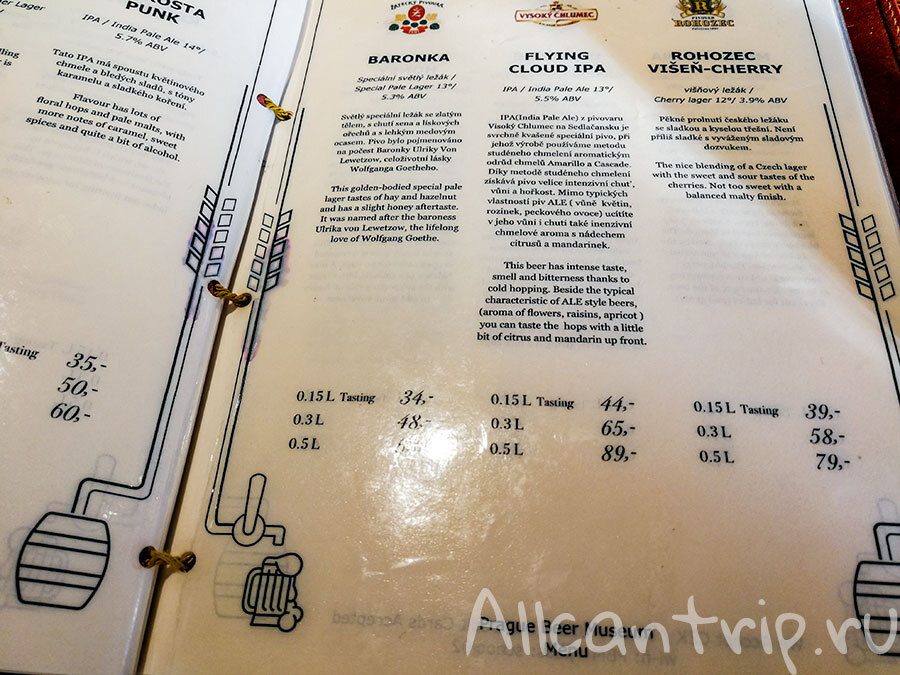 OSTA
PUNK
IPA / India Pale Ale 14°/
5.7% ABV
Tato IPA má spoustu květinového
chmele a bledých sladů, s tóny
karamelu a sladkého koření.
Flavour has lots of
floral hops and pale malts, with
more notes of caramel, sweet
spices and quite a bit of alcohol.
Tasting 35,-
50,-
60,-
ŽATECKÝ PIVOVAR
BARONKA
Speciální světlý ležák /
Special Pale Lager 13°/
5.3% ABV
Světlý speciální ležák se zlatým
tělem, s chutí sena a lískových
ořechů a s lehkým medovým
ocasem. Pivo bylo pojmenováno
na počest Baronky Ulriky Von
Lewetzow, celoživotní lásky
Wolfganga Goetheho.
This golden-bodied special pale
lager tastes of hay and hazelnut
and has a slight honey aftertaste.
It was named after the baroness
Ulrika von Lewetzow, the lifelong
love of Wolfgang Goethe.
0.15 L Tasting 34,-
0.3 L 48,-
0.5 L
VYSOKÝ CHLUMEC
FLYING
CLOUD IPA
IPA / India Pale Ale 13°/
5.5% ABV
IPA(India Pale Ale) z pivovaru
Vysoký Chlumec na Sedlačansku je
svrchně kvašené speciální pivo, při
jehož výrobě používáme metodu
studeného chmelení aromatickým
odrůd chmelů Amarillo a Cascade.
Díky metodě studeného chmelení
získává pivo velice intenzivní chuť,
vůni a hořkost. Mimo typických
vlastností piv ALE ( vůně květin,
rozinek, peckového ovoce) ucítíte
v jeho vůni i chuti také inenzivní
chmelové aroma s nádechem
citrusů a mandarinek.
This beer has intense taste,
smell and bitterness thanks to
cold hopping. Beside the typical
characteristic of ALE style beers,
(aroma of flowers, raisins, apricot )
you can taste the hops with a little
bit of citrus and mandarin up front.
0.15 L Tasting 44,-
0.3 L 65,-
0.5 L 89,-
PIVOVAR
ROHOZEC
ROHOZEC
VIŠEŇ-CHERRY
višňový ležák /
Cherry lager 12°/ 3.9% ABV
Pěkné prolnutí českého ležáku
se sladkou a kyselou třešní. Není
příliš sladké s vyváženým sladovým
dozvukem.
The nice blending of a Czech lager
with the sweet and sour tastes of the
cherries. Not too sweet with a
balanced malty finish.
0.15 L Tasting 39,-
0.3 L 58,-
0.5 L 79,-
Prague Beer Museum
Menu
Allcantrip.ru